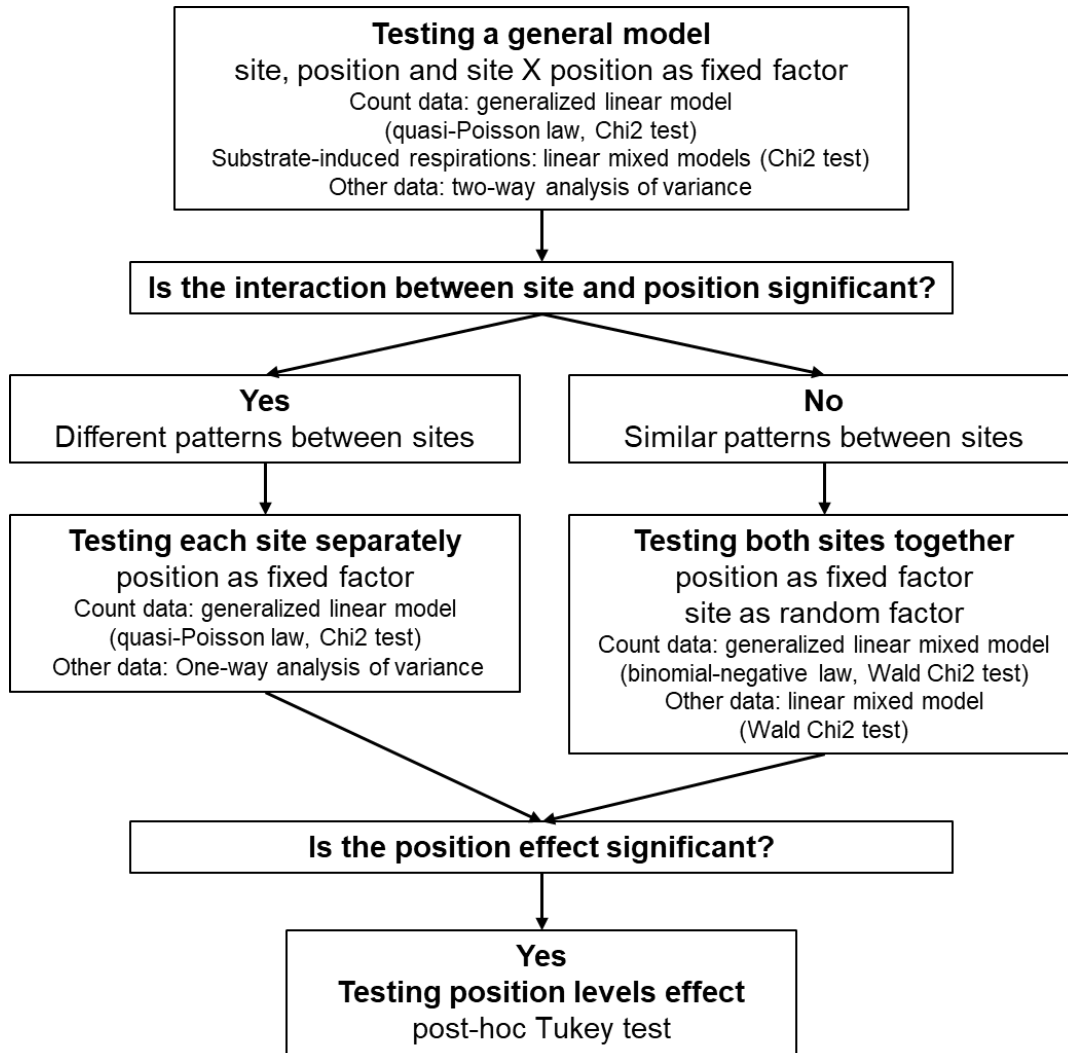 Testing a general model
site, position and site X position as fixed factor
Count data: generalized linear model
(quasi-Poisson law, Chi2 test)
Substrate-induced respirations: linear mixed models (Chi2 test)
Other data: two-way analysis of variance
Is the interaction between site and position significant?
Yes
Different patterns between sites
No
Similar patterns between sites
Testing each site separately
position as fixed factor
Count data: generalized linear model
(quasi-Poisson law, Chi2 test)
Other data: One-way analysis of variance
Testing both sites together
position as fixed factor
site as random factor
Count data: generalized linear mixed model
(binomial-negative law, Wald Chi2 test)
Other data: linear mixed model
(Wald Chi2 test)
Is the position effect significant?
Yes
Testing position levels effect
post-hoc Tukey test